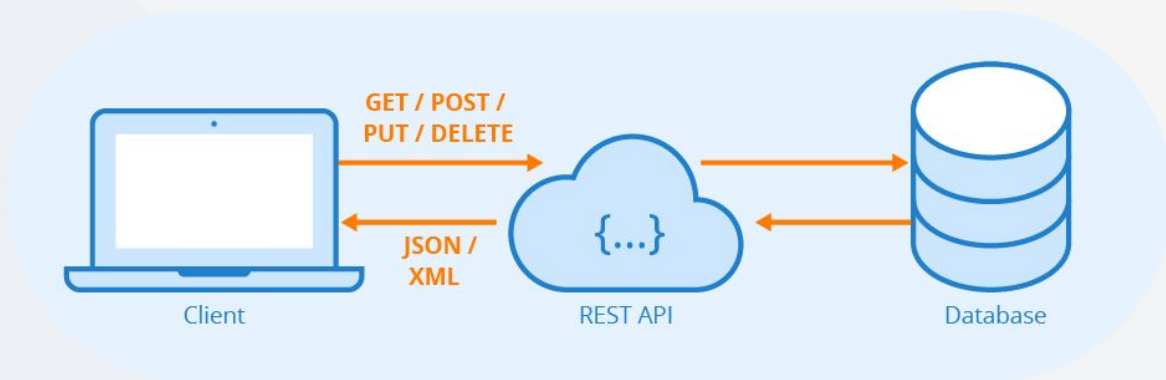 GET / POST /
PUT / DELETE
{...}
JSON /
XML
Client
REST API
Database